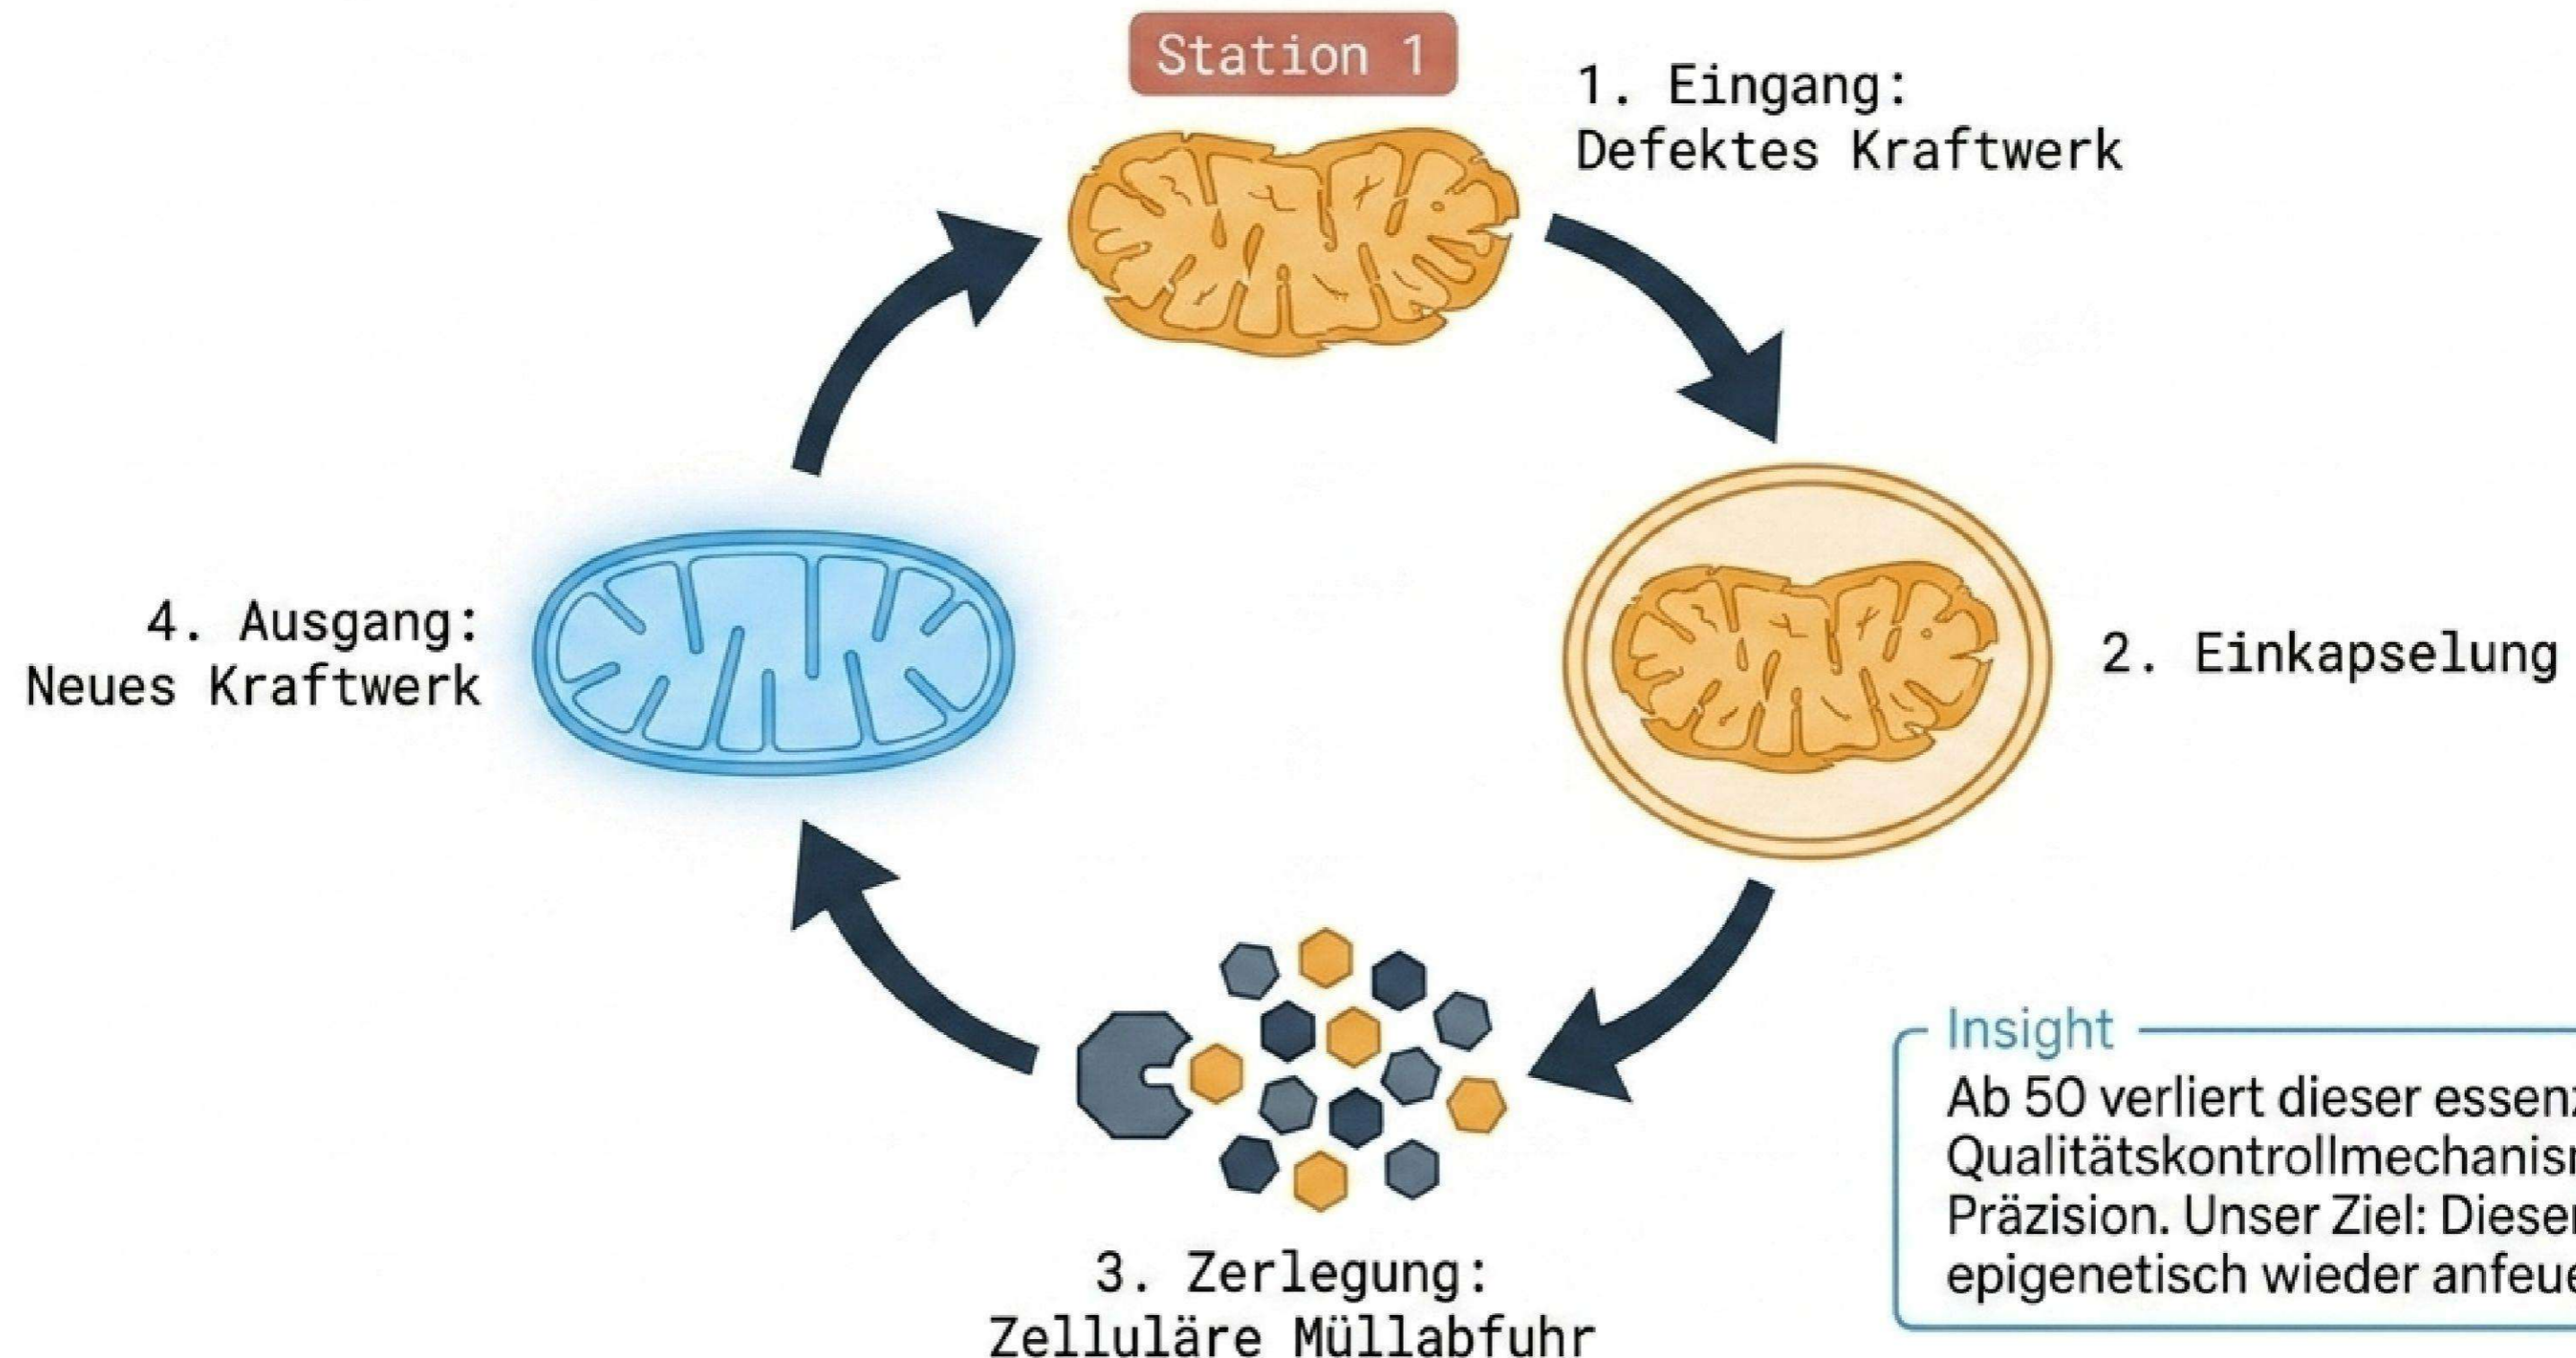 Station 1
1. Eingang:
Defektes Kraftwerk
2. Einkapselung
4. Ausgang:
Neues Kraftwerk
3. Zerlegung:
Zelluläre Müllabfuhr
Insight
Ab 50 verliert dieser
Präzision. Unser Ziel:
epigenetisch wieder